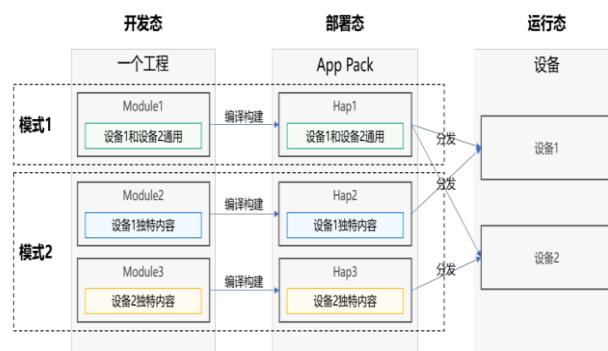 开发态
部署态
运行态
一个工程
App Pack
设备
模式1
Module1
设备1和设备2通用
编译构建
Hap1
设备1和设备2通用
分发
设备1
分发
模式2
Module2
设备1独特内容
编译构建
Hap2
设备1独特内容
设备2
Module3
设备2独特内容
编译构建
Hap3
设备2独特内容
分发